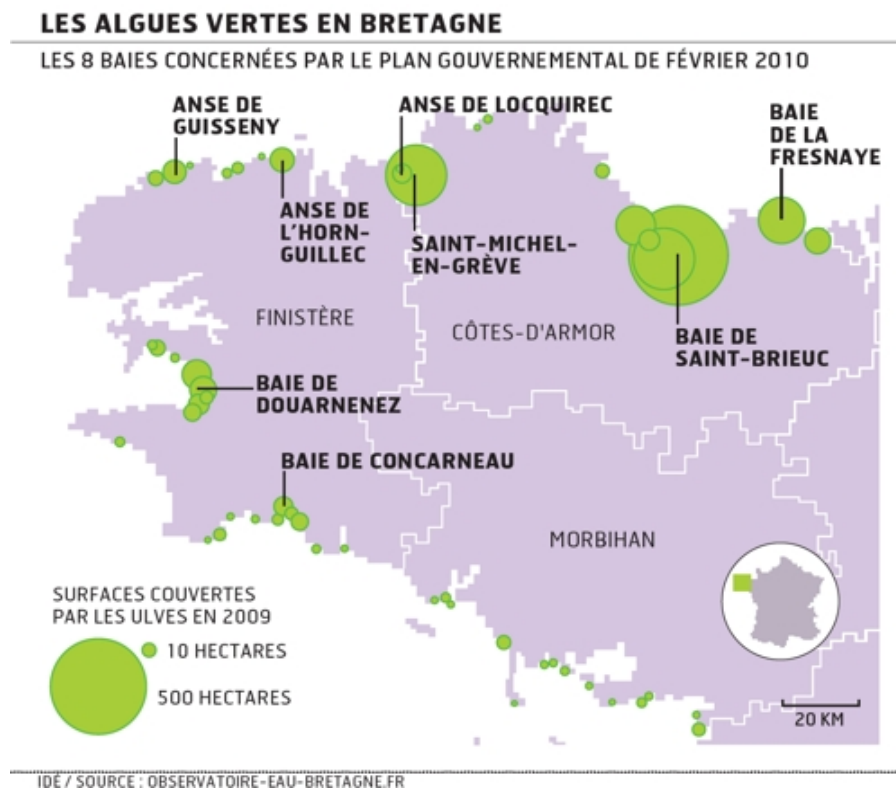 LES ALGUES VERTES EN BRETAGNE
LES 8 BAIES CONCERNÉES PAR LE PLAN GOUVERNEMENTAL DE FÉVRIER 2010
ANSE DE
GUISSENY
ANSE DE LOCQUIREC
BAIE
DE LA
FRESNAYE
ANSE DE
L'HORN-
GUILLEC
SAINT-MICHEL-
EN-GRÈVE
FINISTÈRE
CÔTES-D'ARMOR
BAIE DE
SAINT-BRIEUC
BAIE DE
DOUARNENEZ
BAIE DE CONCARNEAU
MORBIHAN
SURFACES COUVERTES
PAR LES ULVES EN 2009
10 HECTARES
500 HECTARES
20 KM
IDÉ / SOURCE : OBSERVATOIRE-EAU-BRETAGNE.FR